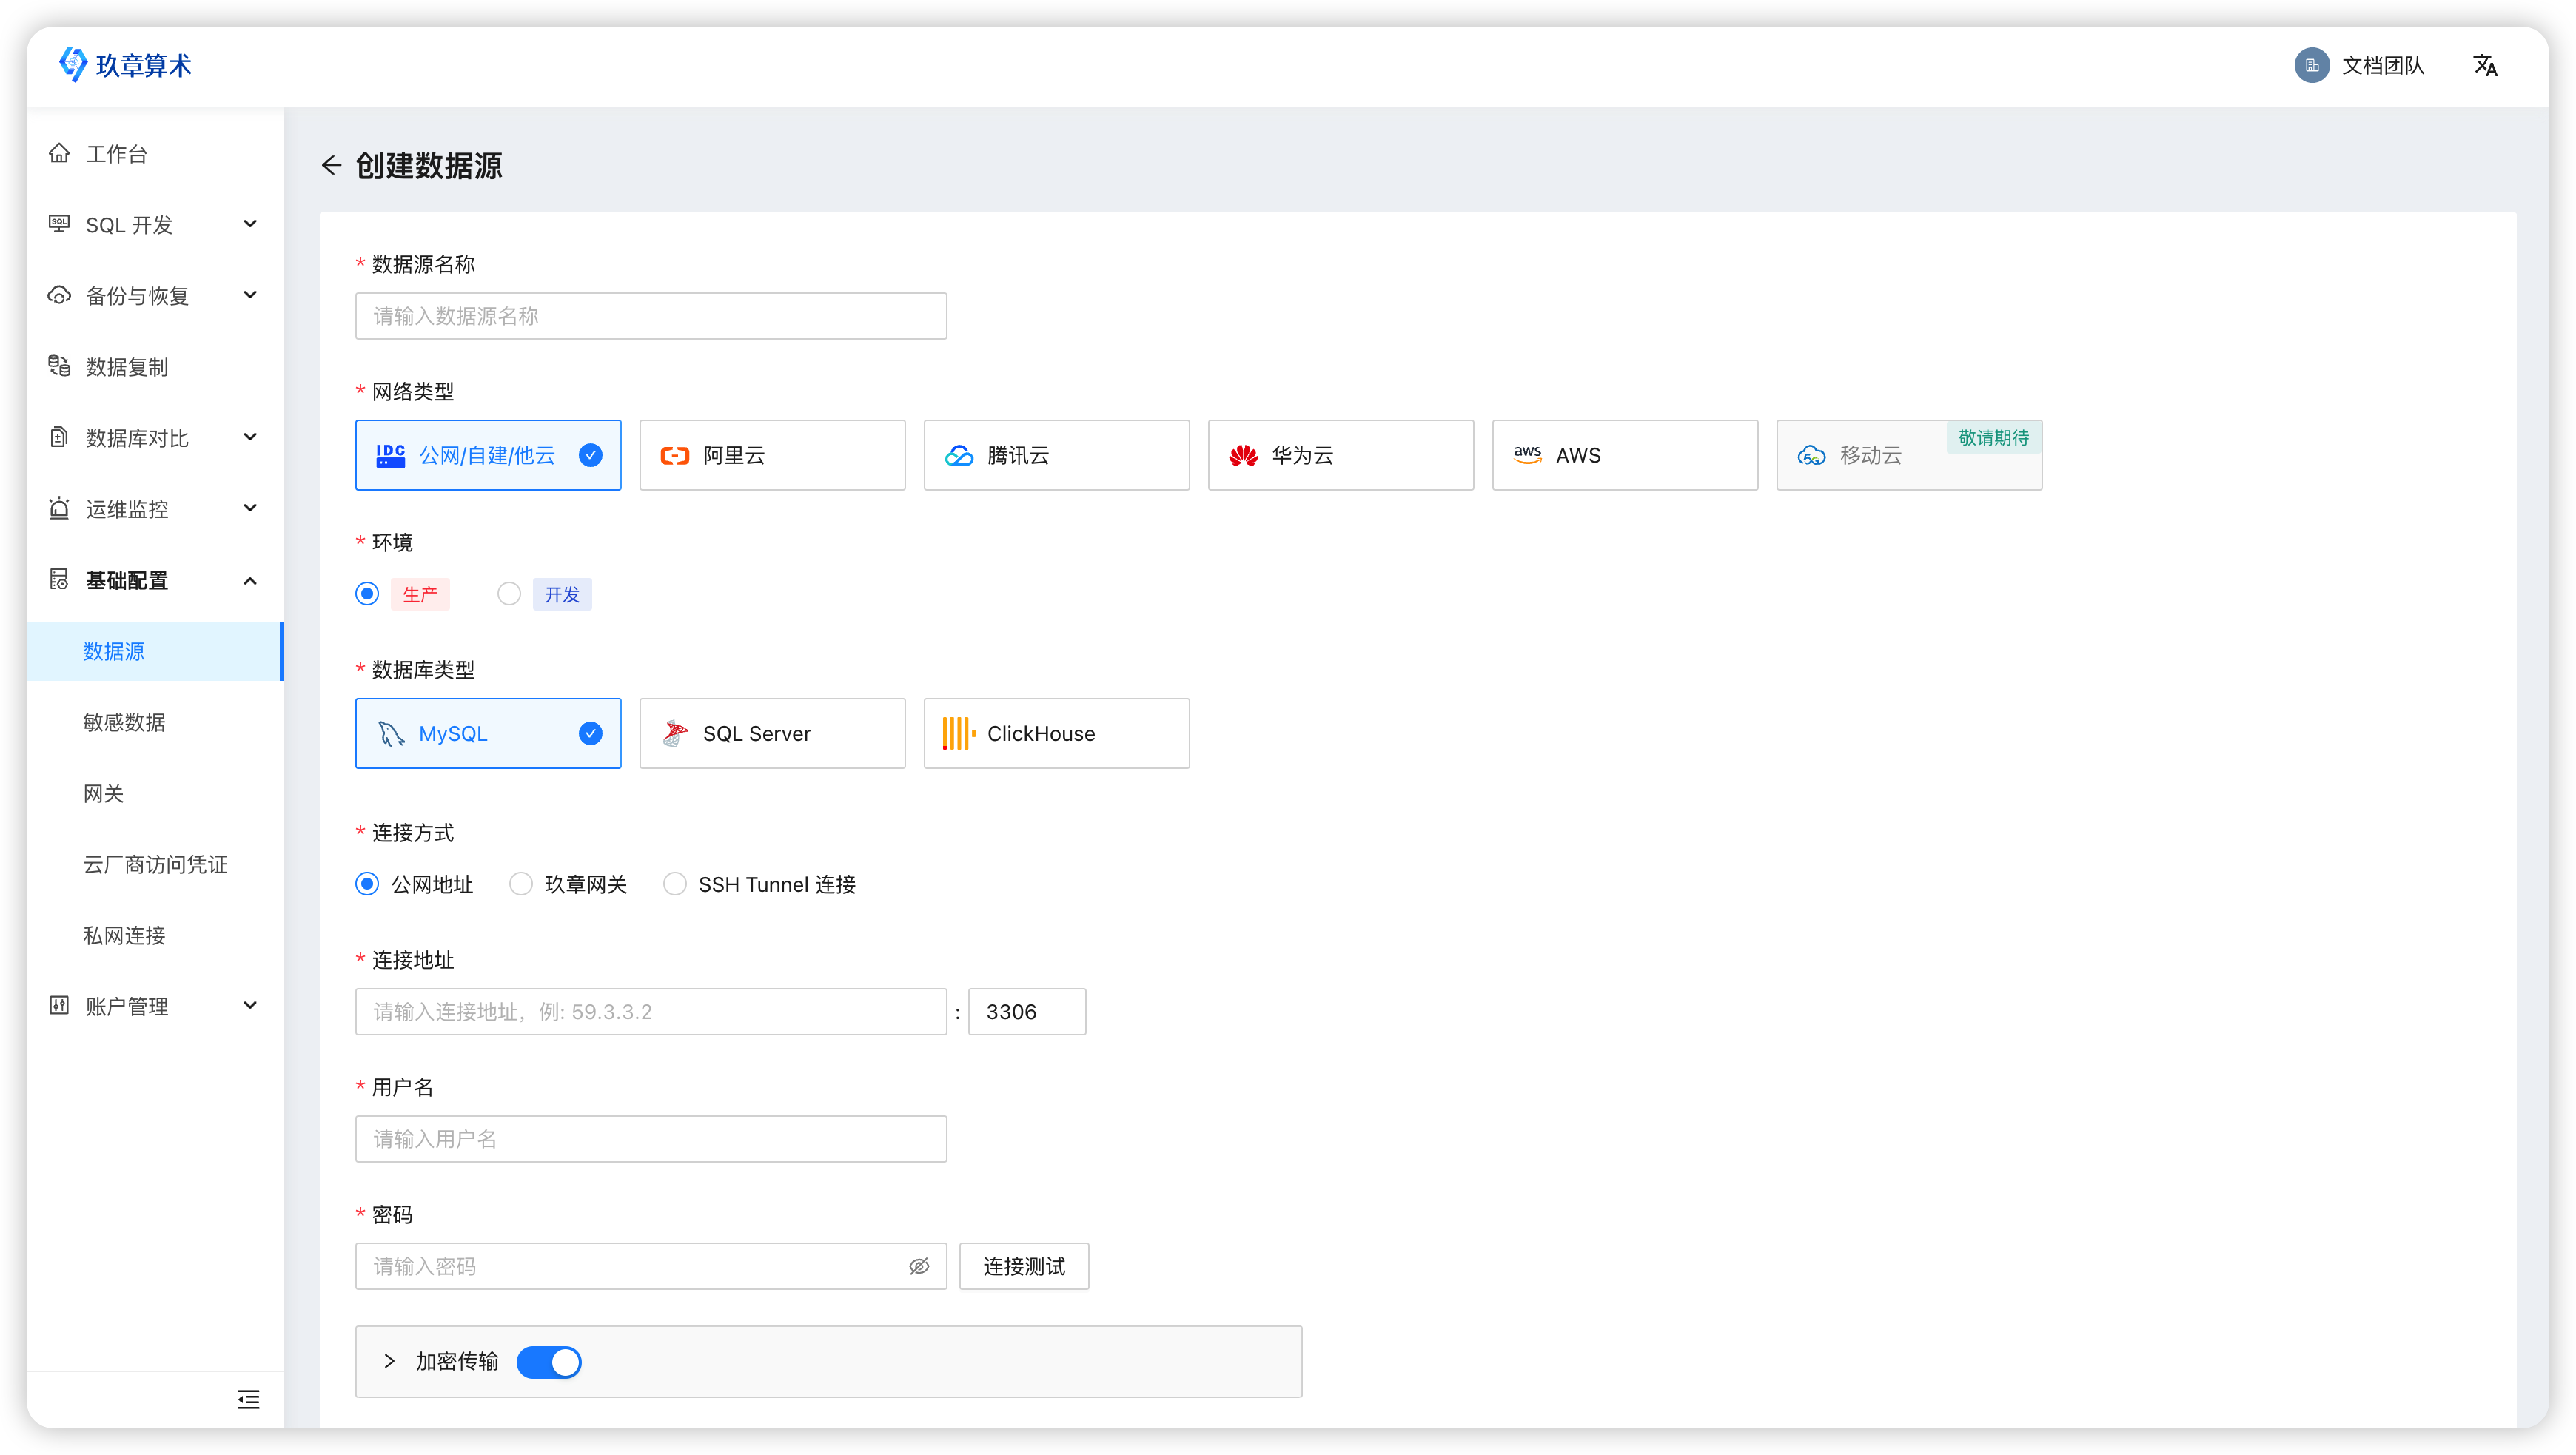 玖章算术
文档团队
工作台
SQL 开发
备份与恢复
数据复制
数据库对比
运维监控
基础配置
数据源
敏感数据
网关
云厂商访问凭证
私网连接
账户管理
创建数据源
* 数据源名称
请输入数据源名称
* 网络类型
IDC 公网/自建/他云
阿里云
腾讯云
华为云
aws AWS
移动云
敬请期待
* 环境
生产
开发
* 数据库类型
MySQL
SQL Server
ClickHouse
* 连接方式
公网地址
玖章网关
SSH Tunnel 连接
* 连接地址
请输入连接地址，例: 59.3.3.2 : 3306
* 用户名
请输入用户名
* 密码
请输入密码
连接测试
加密传输